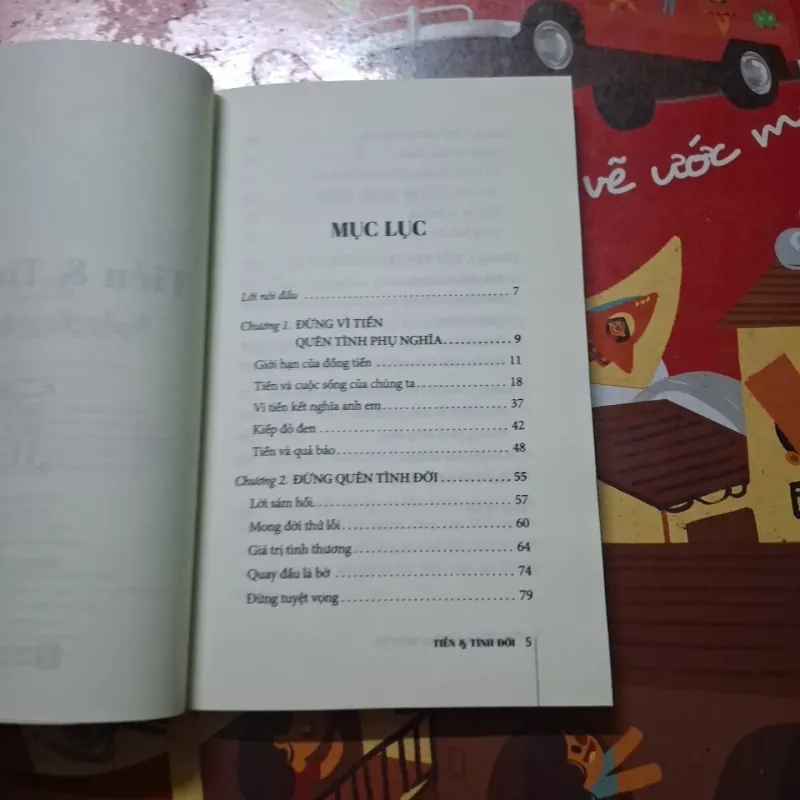 MỤC LỤC
Lời nói đầu ........................................ 7
Chương 1. ĐỪNG VÌ TIỀN
QUÊN TÌNH PHỤ NGHĨA ............ 9
Giới hạn của đồng tiền ........................ 11
Tiền và cuộc sống của chúng ta ................ 18
Vì tiền kết nghĩa anh em ...................... 37
Kiếp đỏ đen ................................... 42
Tiền và quả báo ............................... 48
Chương 2. ĐỪNG QUÊN TÌNH ĐỜI ............ 55
Lời sám hối .................................... 57
Mong đời thứ lỗi ............................... 60
Giá trị tình thương ............................ 64
Quay đầu là bờ ................................. 74
Đừng tuyệt vọng ................................ 79
TIỀN & TÌNH ĐỜI 5
vẽ ước m